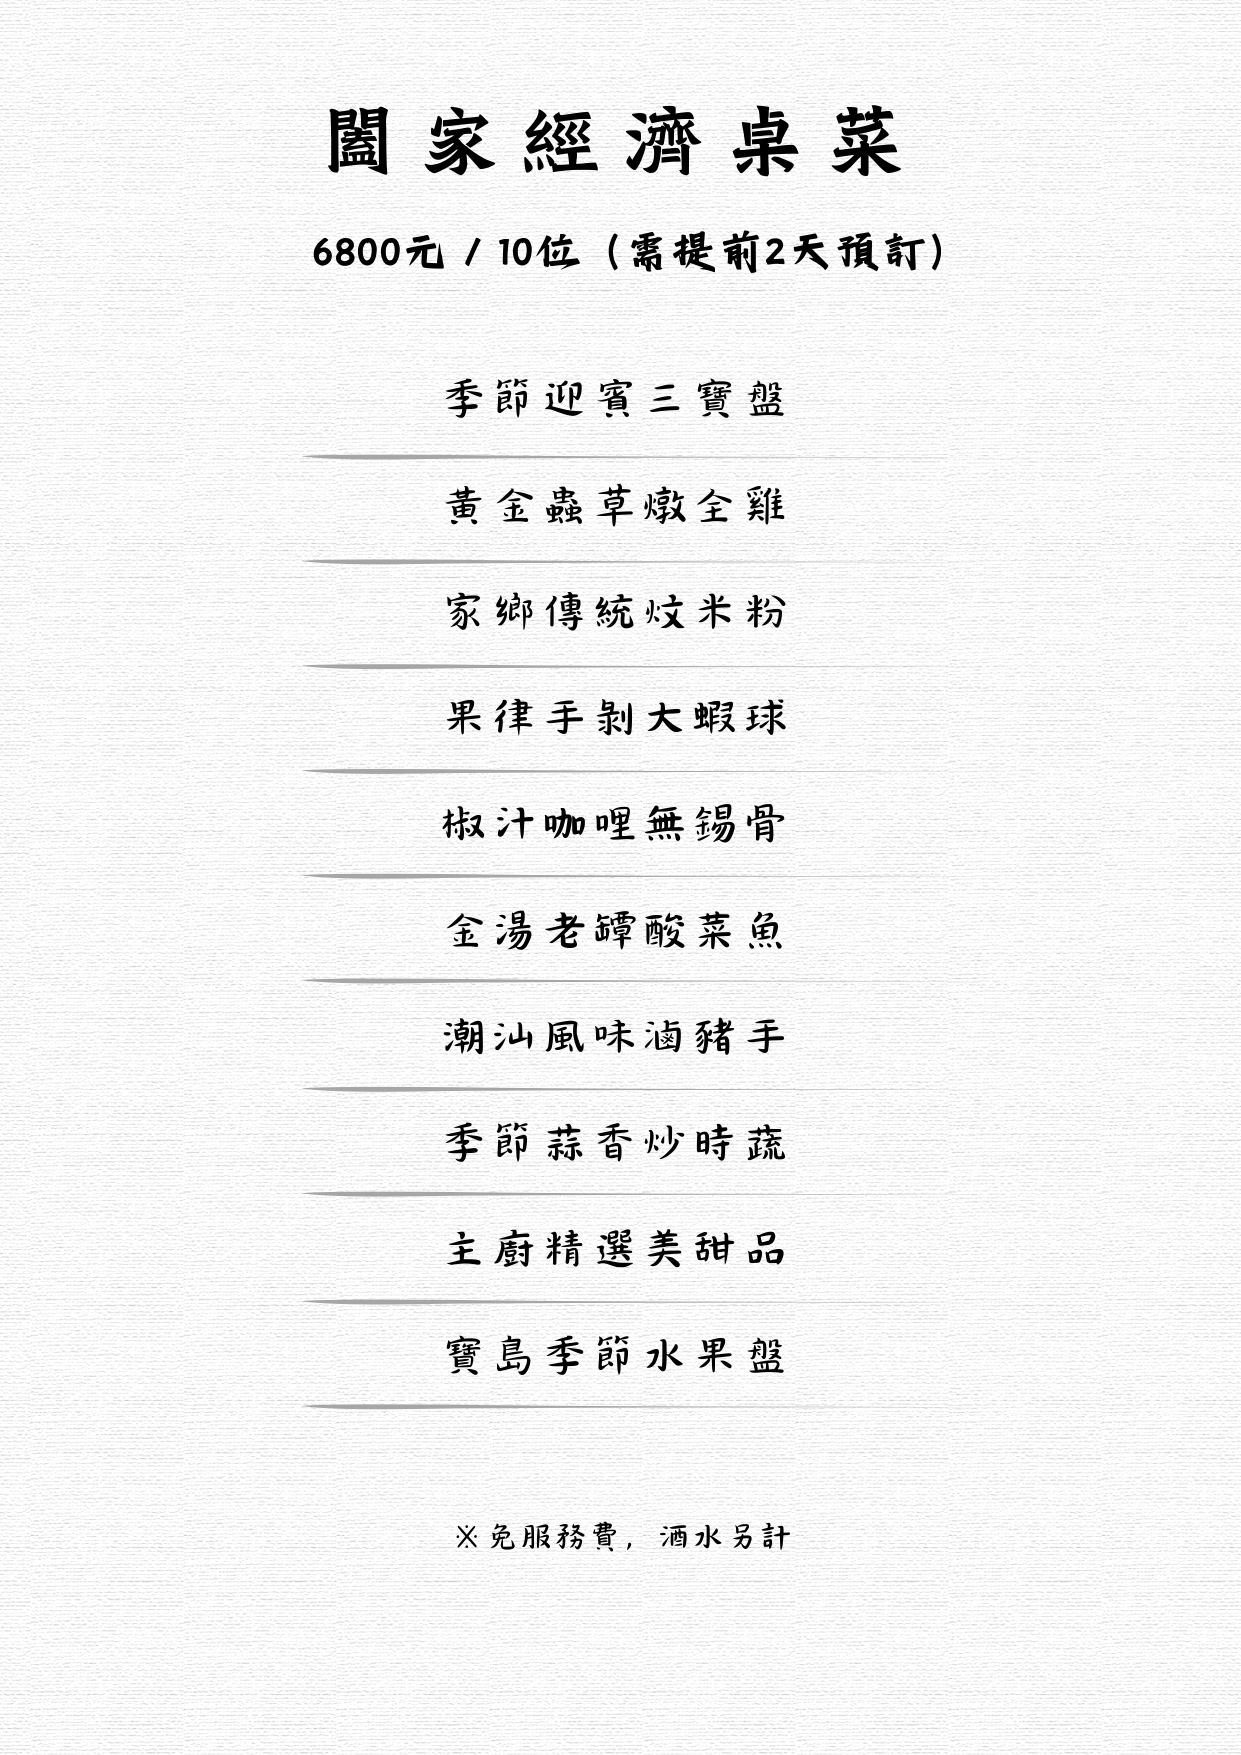 闔家經濟桌菜
6800元 / 10位（需提前2天預訂）
季節迎賓三寶盤
黃金蟲草燉全雞
家鄉傳統炆米粉
果律手剝大蝦球
椒汁咖哩無錫骨
金湯老罈酸菜魚
潮汕風味滷豬手
季節蒜香炒時蔬
主廚精選美甜品
寶島季節水果盤
※免服務費，酒水另計